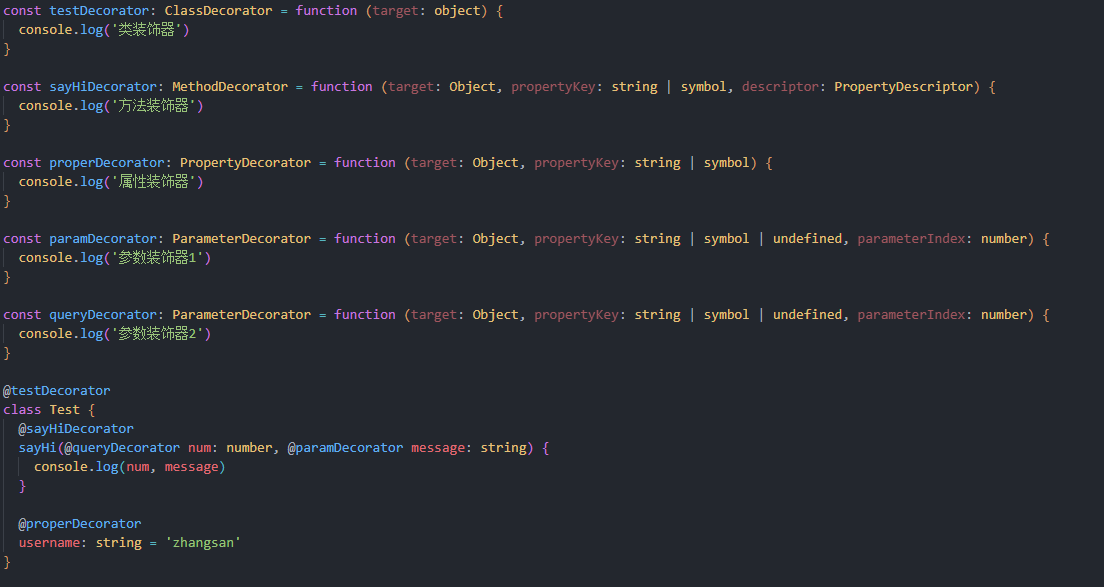 const testDecorator: ClassDecorator = function (target: object) {
  console.log('类装饰器')
}

const sayHiDecorator: MethodDecorator = function (target: Object, propertyKey: string | symbol, descriptor: PropertyDescriptor) {
  console.log('方法装饰器')
}

const properDecorator: PropertyDecorator = function (target: Object, propertyKey: string | symbol) {
  console.log('属性装饰器')
}

const paramDecorator: ParameterDecorator = function (target: Object, propertyKey: string | symbol | undefined, parameterIndex: number) {
  console.log('参数装饰器1')
}

const queryDecorator: ParameterDecorator = function (target: Object, propertyKey: string | symbol | undefined, parameterIndex: number) {
  console.log('参数装饰器2')
}

@testDecorator
class Test {
  @sayHiDecorator
  sayHi(@queryDecorator num: number, @paramDecorator message: string) {
    console.log(num, message)
  }

  @properDecorator
  username: string = 'zhangsan'
}